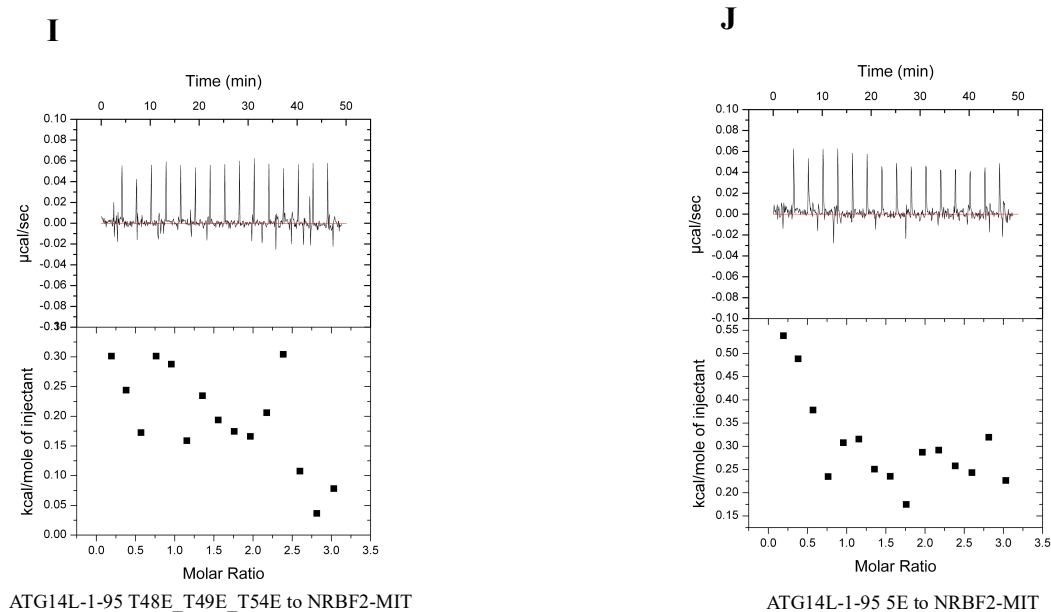 I
Time (min)
0 10 20 30 40 50
0.10
0.08
0.06
0.04
0.02
0.00
-0.02
-0.04
-0.06
-0.08
µcal/sec
0.30
0.25
0.20
0.15
0.10
0.05
0.00
kcal/mole of injectant
0.0 0.5 1.0 1.5 2.0 2.5 3.0 3.5
Molar Ratio
ATG14L-1-95 T48E_T49E_T54E to NRBF2-MIT
J
Time (min)
0 10 20 30 40 50
0.10
0.08
0.06
0.04
0.02
0.00
-0.02
-0.04
-0.06
-0.08
-0.10
µcal/sec
0.55
0.50
0.45
0.40
0.35
0.30
0.25
0.20
0.15
kcal/mole of injectant
0.0 0.5 1.0 1.5 2.0 2.5 3.0 3.5
Molar Ratio
ATG14L-1-95 5E to NRBF2-MIT